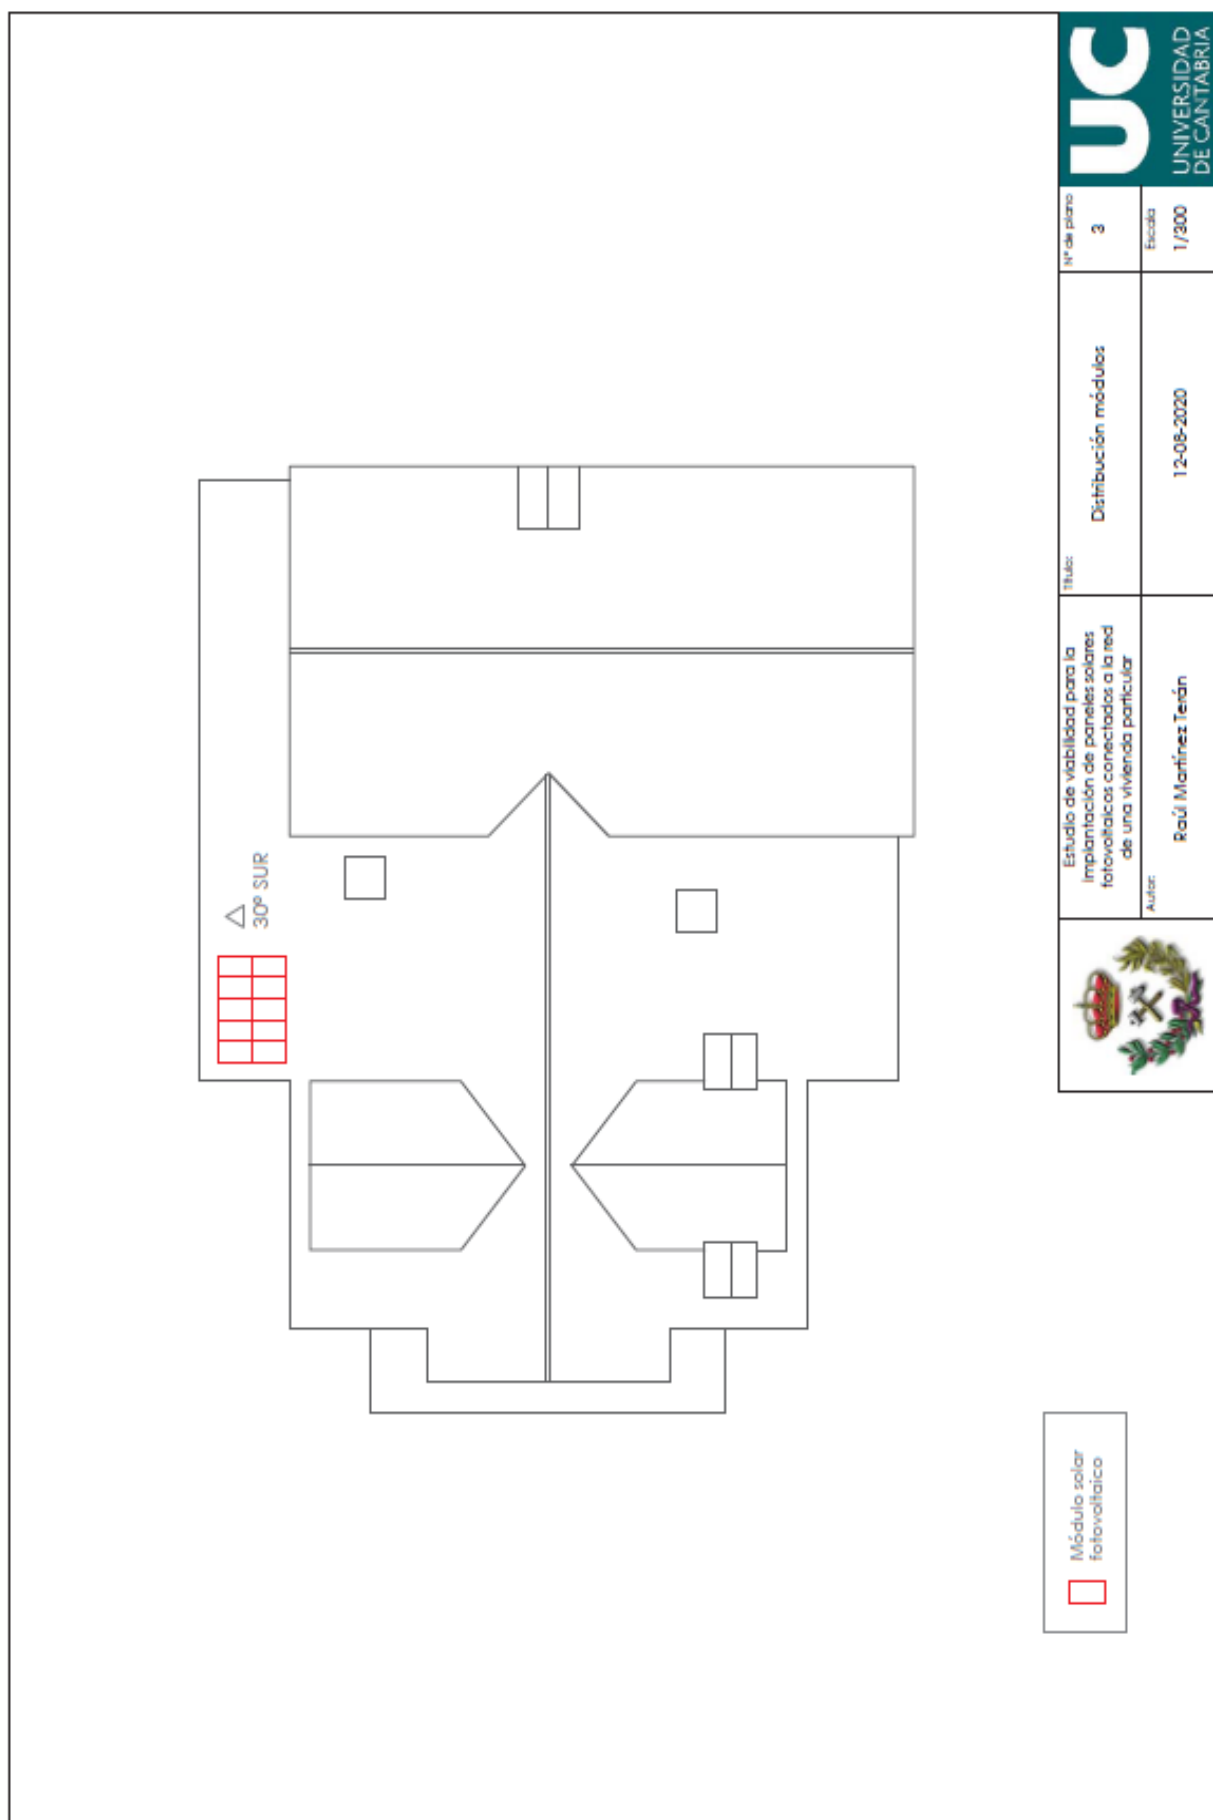 30º SUR
Módulo solar
fotovoltaico
Estudio de viabilidad para la
implantación de paneles solares
fotovoltaicos conectados a la red
de una vivienda particular
Título:
Distribución módulos
Nº de plano
3
Autor:
Raúl Martínez Terán
12-08-2020
Escala
1/300
UC
UNIVERSIDAD
DE CANTABRIA